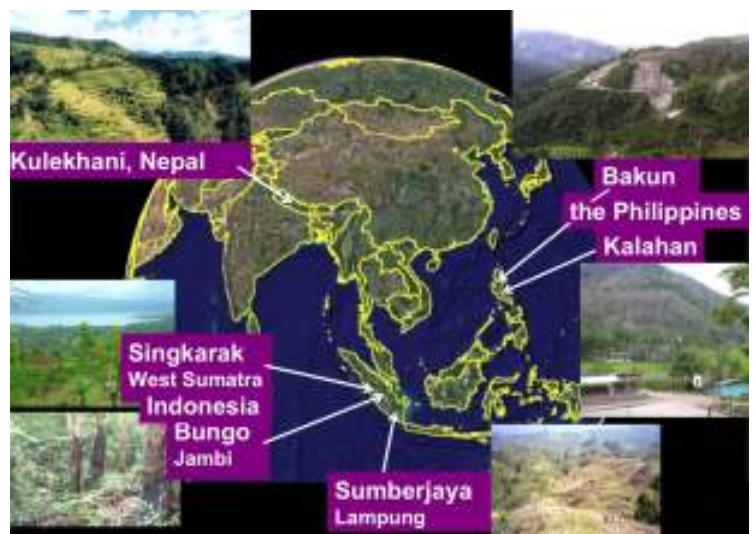 Kulekhani, Nepal
Bakun
the Philippines
Kalahan
Singkarak
West Sumatra
Indonesia
Bungo
Jambi
Sumberjaya
Lampung